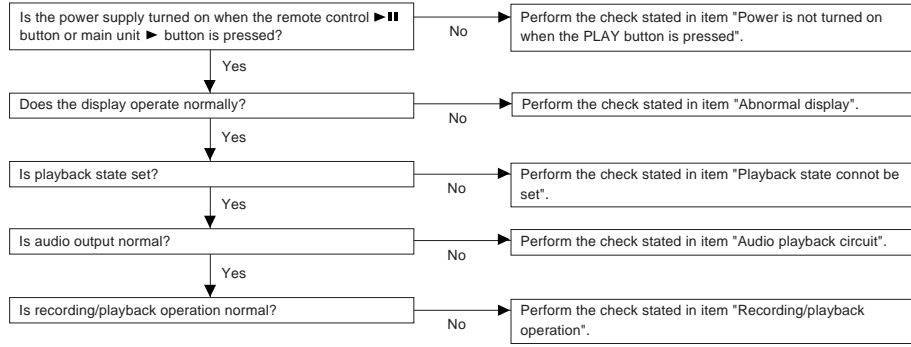 Is the power supply turned on when the remote control ►❚❚
button or main unit ► button is pressed?
No
Perform the check stated in item "Power is not turned on
when the PLAY button is pressed".
Yes
Does the display operate normally?
No
Perform the check stated in item "Abnormal display".
Yes
Is playback state set?
No
Perform the check stated in item "Playback state connot be
set".
Yes
Is audio output normal?
No
Perform the check stated in item "Audio playback circuit".
Yes
Is recording/playback operation normal?
No
Perform the check stated in item "Recording/playback
operation".